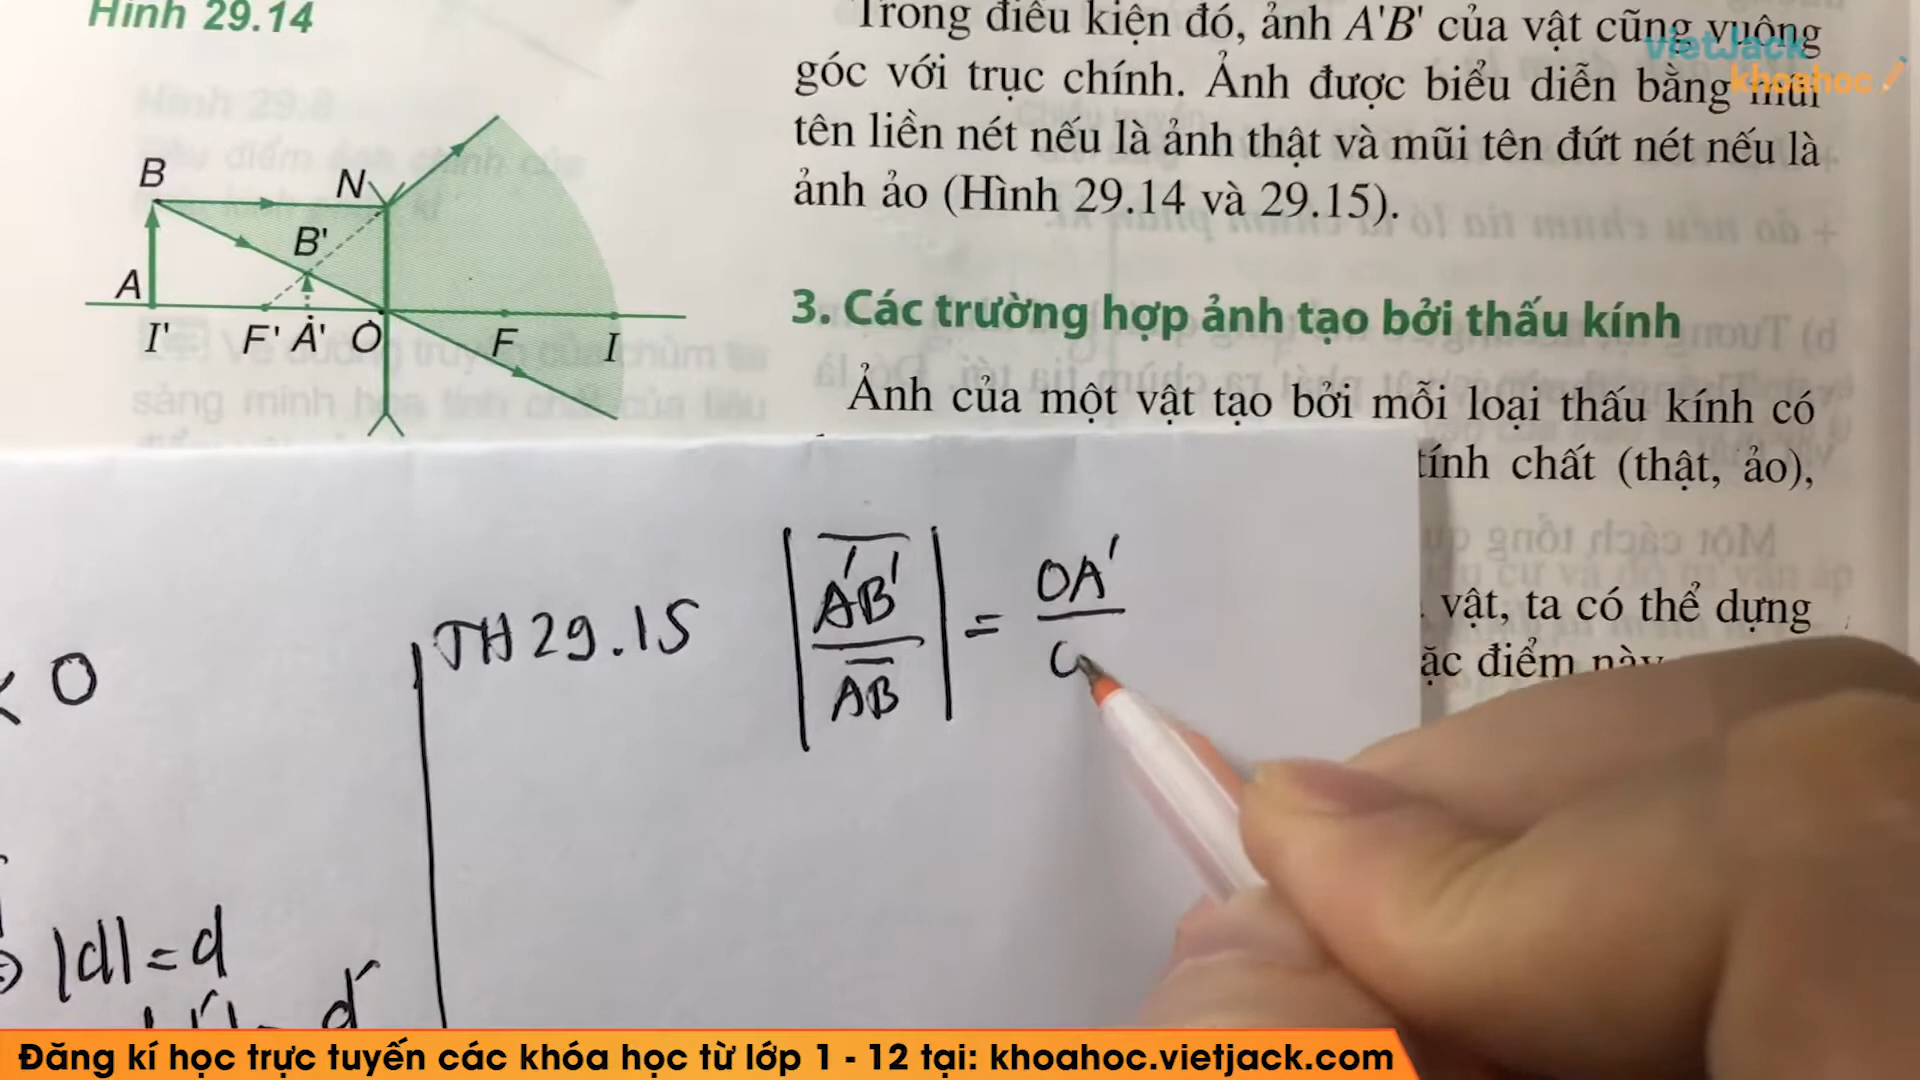 Hình 29.14
Trong điều kiện đó, ảnh A'B' của vật cũng vuông
góc với trục chính. Ảnh được biểu diễn bằng mũi
tên liền nét nếu là ảnh thật và mũi tên đứt nét nếu là
ảnh ảo (Hình 29.14 và 29.15).
vietJack
khoahoc
B
N
B'
A
I'
F'
A'
O
F
I
3. Các trường hợp ảnh tạo bởi thấu kính
Ảnh của một vật tạo bởi mỗi loại thấu kính có
tính chất (thật, ảo),
vật, ta có thể dựng
ặc điểm này
< 0
TH 29.15
|A'B'/AB| = OA'/
|d| = d
Đăng kí học trực tuyến các khóa học từ lớp 1 - 12 tại: khoahoc.vietjack.com